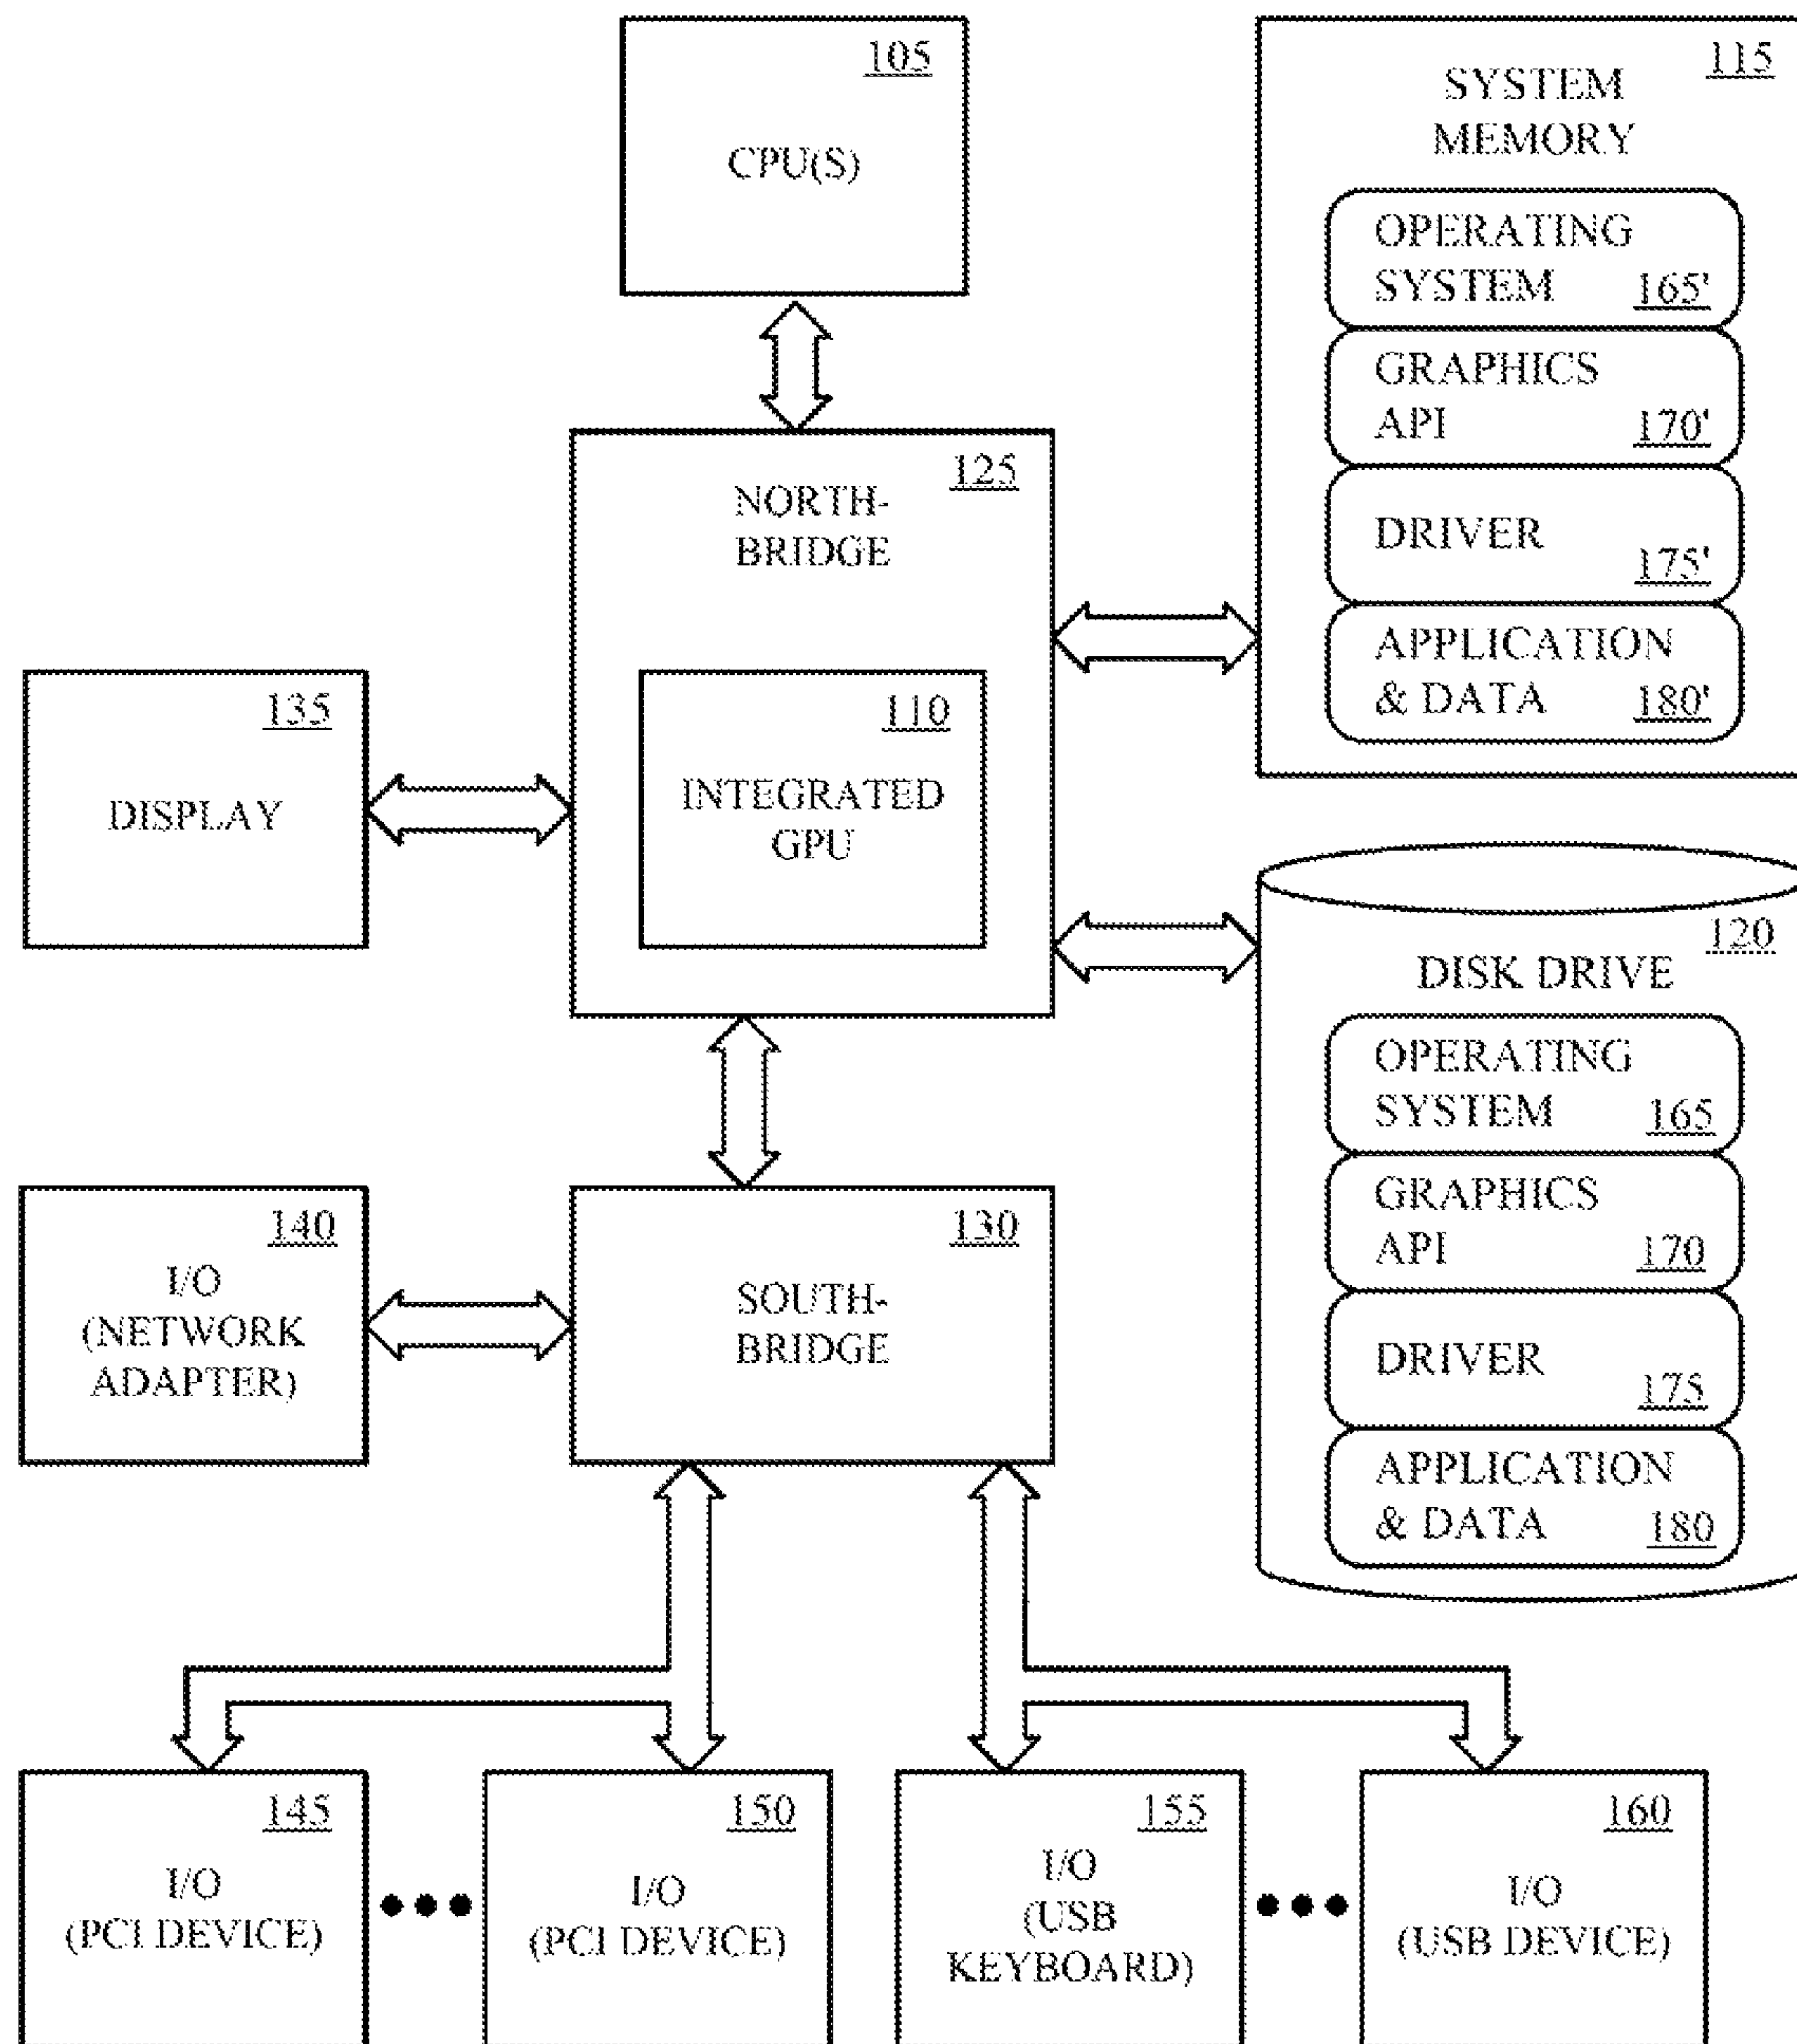 105
CPU(S)
115
SYSTEM
MEMORY
OPERATING
SYSTEM 165'
GRAPHICS
API 170'
DRIVER
175'
APPLICATION
& DATA 180'
125
NORTH-
BRIDGE
110
INTEGRATED
GPU
135
DISPLAY
120
DISK DRIVE
OPERATING
SYSTEM 165
GRAPHICS
API 170
DRIVER
175
APPLICATION
& DATA 180
140
I/O
(NETWORK
ADAPTER)
130
SOUTH-
BRIDGE
145
I/O
(PCI DEVICE)
150
I/O
(PCI DEVICE)
155
I/O
(USB
KEYBOARD)
160
I/O
(USB DEVICE)